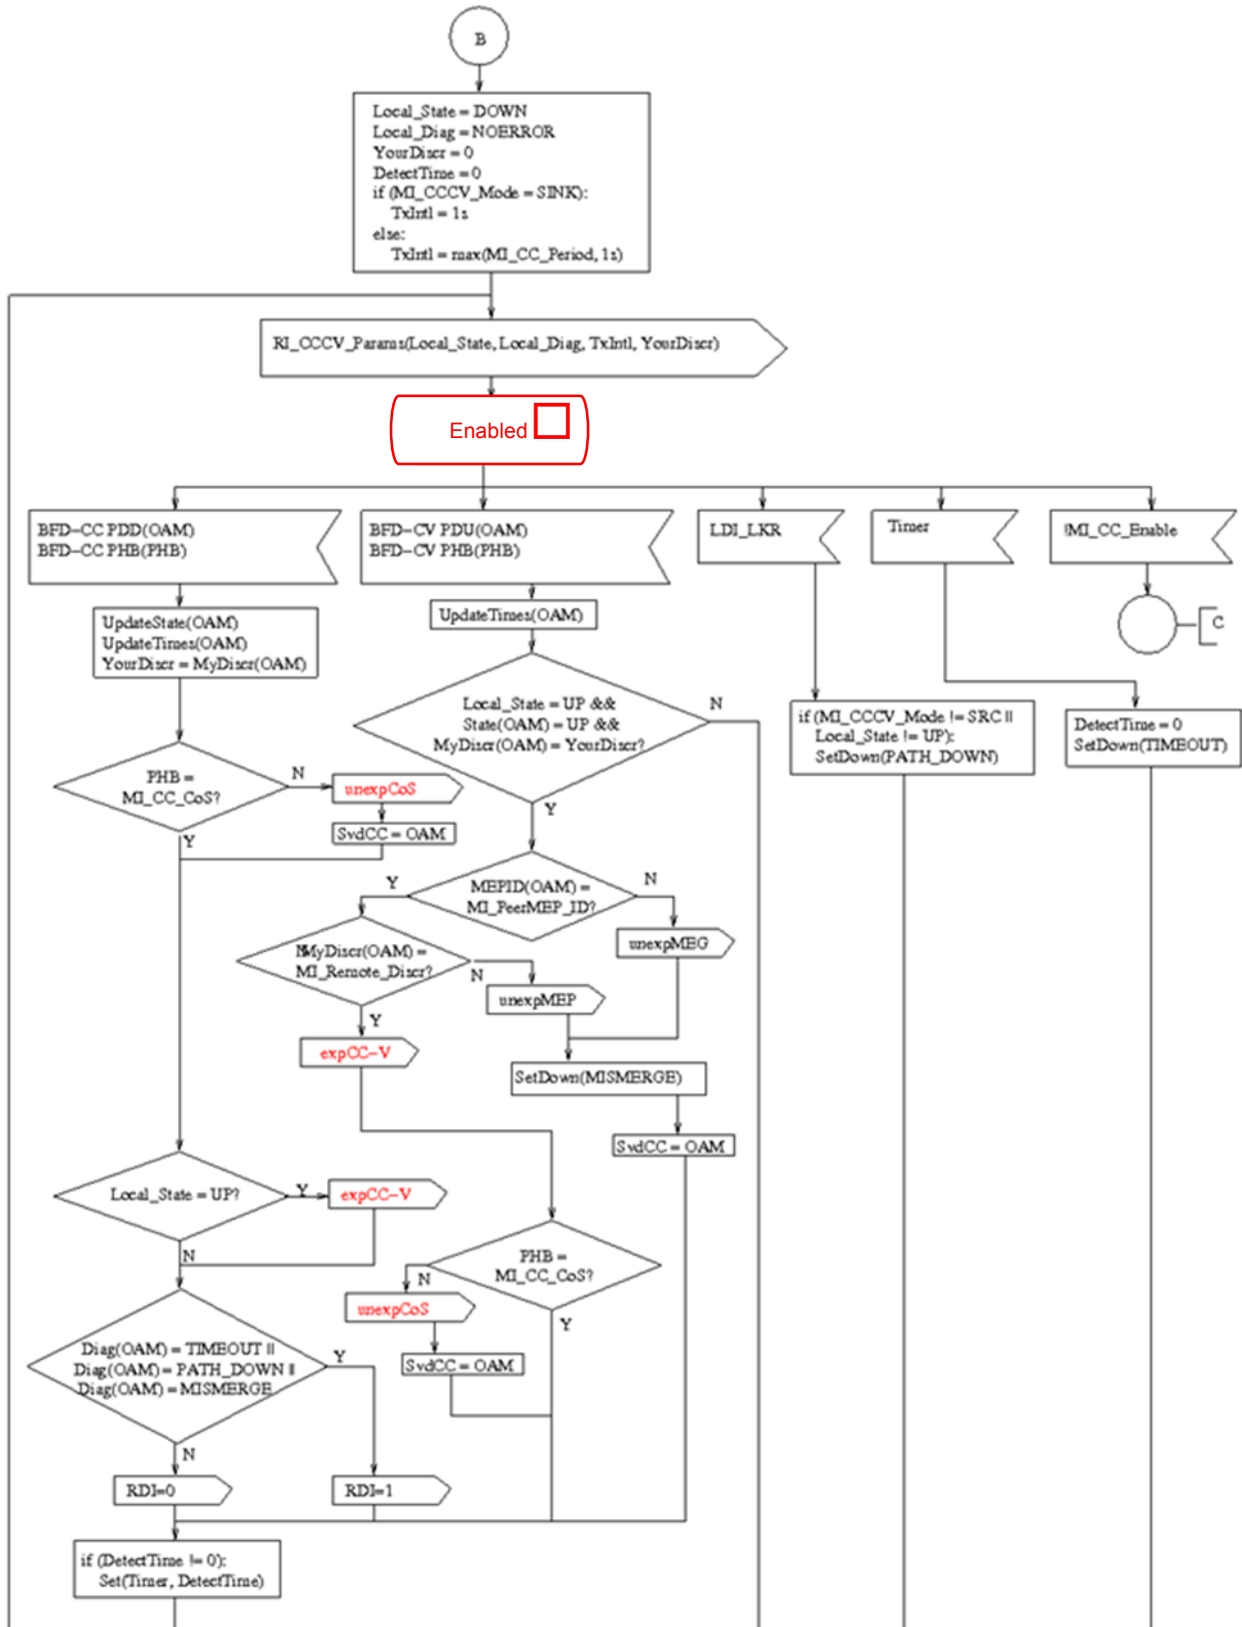 B
Local_State = DOWN
Local_Diag = NOERROR
YourDiscr = 0
DetectTime = 0
if (MI_CCCV_Mode = SINK):
TxIntl = 1s
else:
TxIntl = max(MI_CC_Period, 1s)
RI_CCCV_Params(Local_State, Local_Diag, TxIntl, YourDiscr)
Enabled
BFD-CC PDD(OAM)
BFD-CC PHB(PHB)
BFD-CV PDU(OAM)
BFD-CV PHB(PHB)
LDI_LKR
Timer
!MI_CC_Enable
C
UpdateState(OAM)
UpdateTimes(OAM)
YourDiscr = MyDiscr(OAM)
UpdateTimes(OAM)
Local_State = UP &&
State(OAM) = UP &&
MyDiscr(OAM) = YourDiscr?
N
Y
if (MI_CCCV_Mode != SRC ||
Local_State != UP):
SetDown(PATH_DOWN)
DetectTime = 0
SetDown(TIMEOUT)
PHB =
MI_CC_CoS?
N
Y
unexpCoS
SvdCC = OAM
MEPID(OAM) =
MI_PeerMEP_ID?
Y
N
unexpMEG
MyDiscr(OAM) =
MI_Remote_Discr?
N
Y
unexpMEP
expCC-V
SetDown(MISMERGE)
SvdCC = OAM
Local_State = UP?
Y
N
expCC-V
PHB =
MI_CC_CoS?
N
Y
unexpCoS
SvdCC = OAM
Diag(OAM) = TIMEOUT ||
Diag(OAM) = PATH_DOWN ||
Diag(OAM) = MISMERGE
Y
N
RDI=0
RDI=1
if (DetectTime != 0):
Set(Timer, DetectTime)